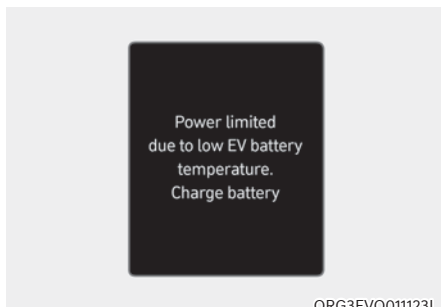 Power limited
due to low EV battery
temperature.
Charge battery